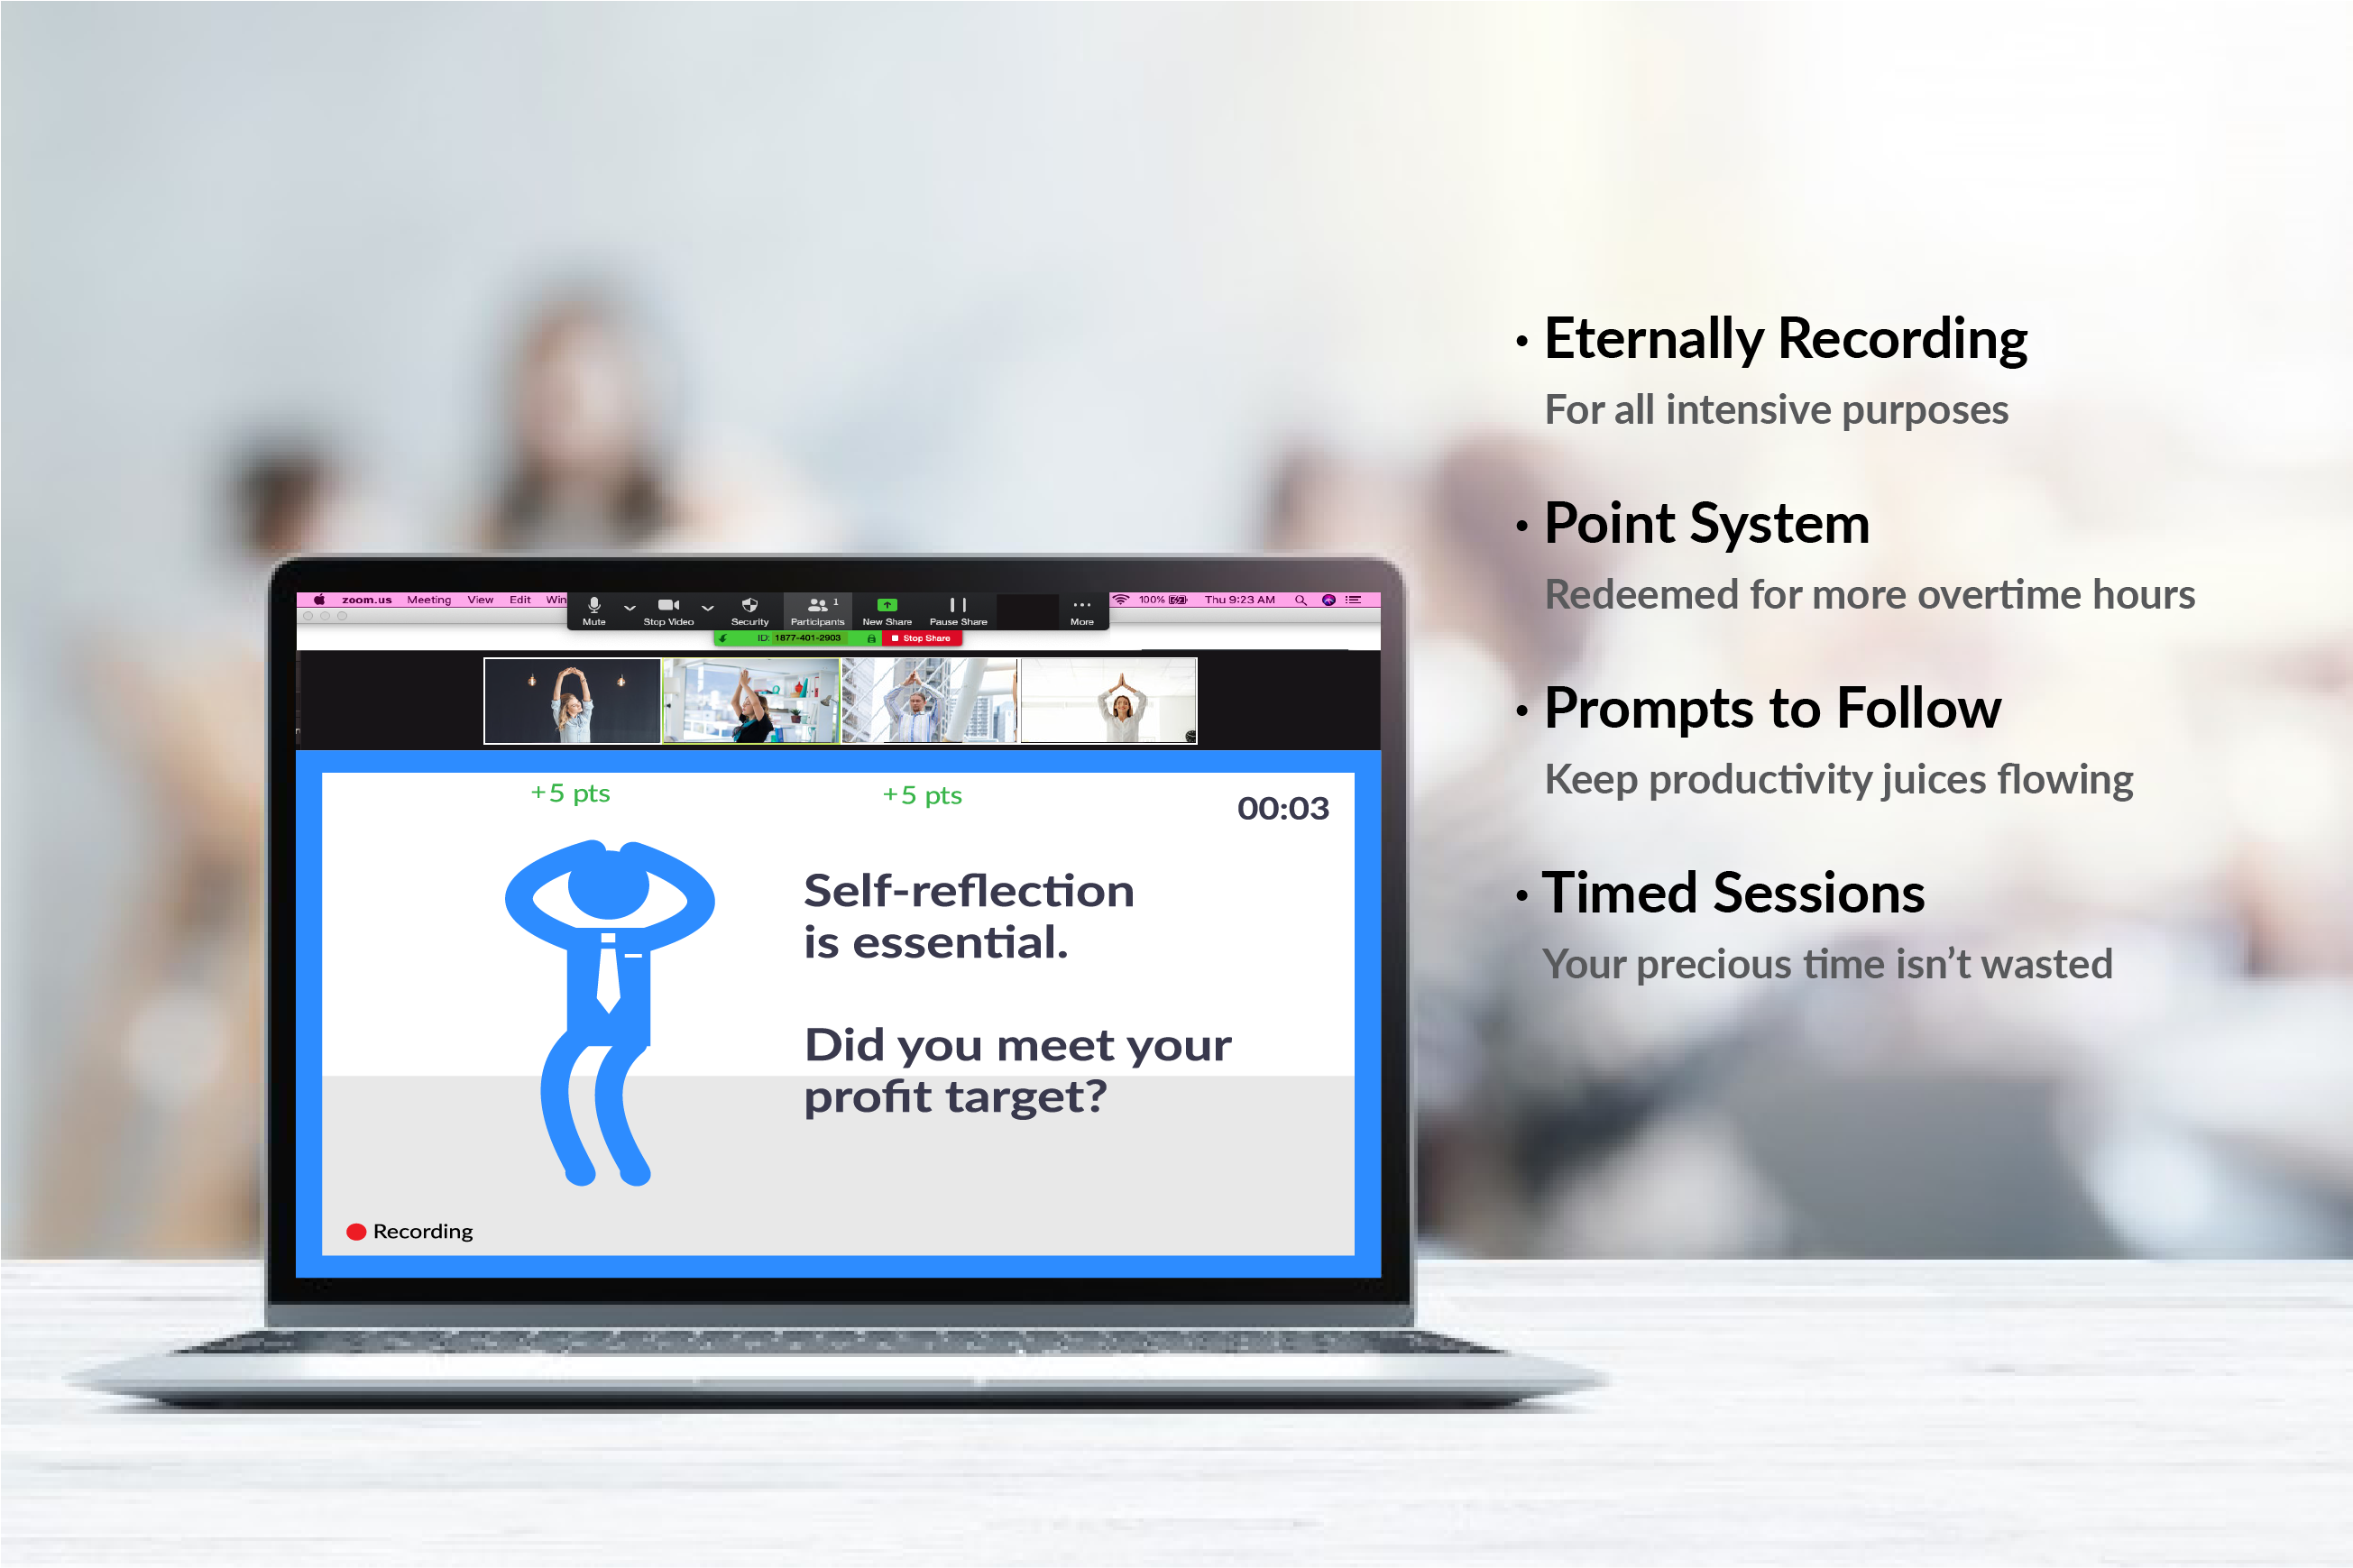 zoom.us Meeting View Edit Win
100% Thu 9:23 AM
1
Mute Stop Video Security Participants New Share Pause Share More
ID: 1877-401-2903 Stop Share
+5 pts +5 pts
00:03
Self-reflection
is essential.
Did you meet your
profit target?
Recording
· Eternally Recording
For all intensive purposes
· Point System
Redeemed for more overtime hours
· Prompts to Follow
Keep productivity juices flowing
· Timed Sessions
Your precious time isn’t wasted